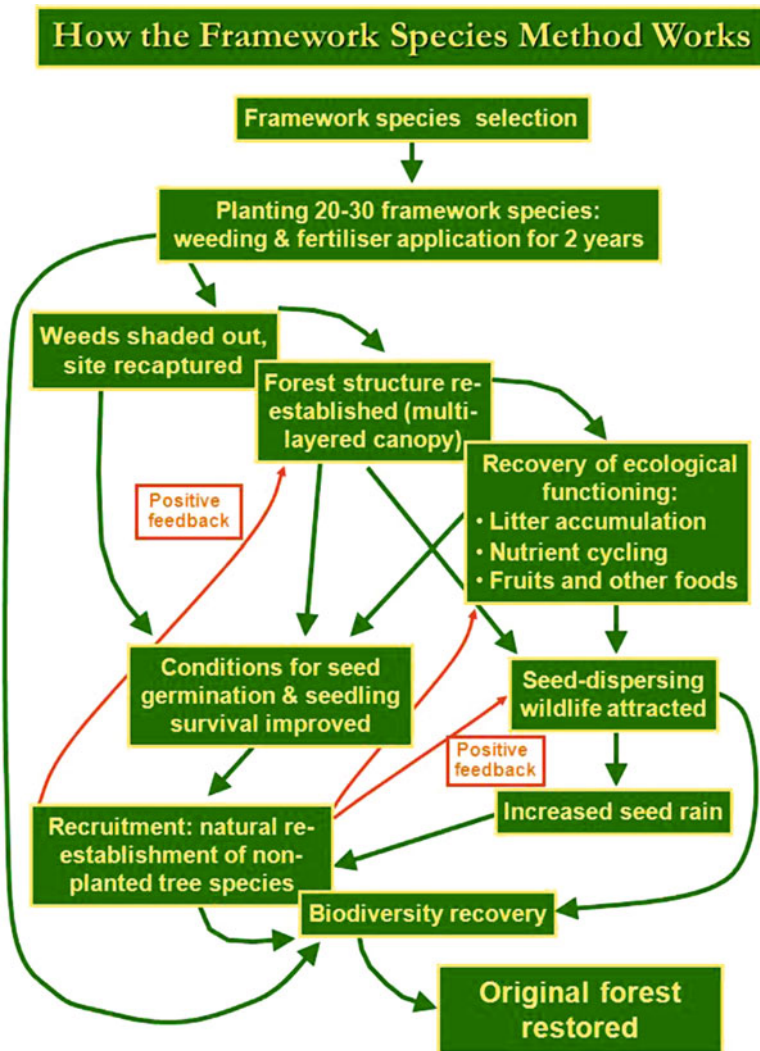 How the Framework Species Method Works
Framework species selection
Planting 20-30 framework species:
weeding & fertiliser application for 2 years
Weeds shaded out,
site recaptured
Forest structure re-
established (multi-
layered canopy)
Recovery of ecological
functioning:
• Litter accumulation
• Nutrient cycling
• Fruits and other foods
Positive
feedback
Conditions for seed
germination & seedling
survival improved
Seed-dispersing
wildlife attracted
Positive
feedback
Increased seed rain
Recruitment: natural re-
establishment of non-
planted tree species
Biodiversity recovery
Original forest
restored